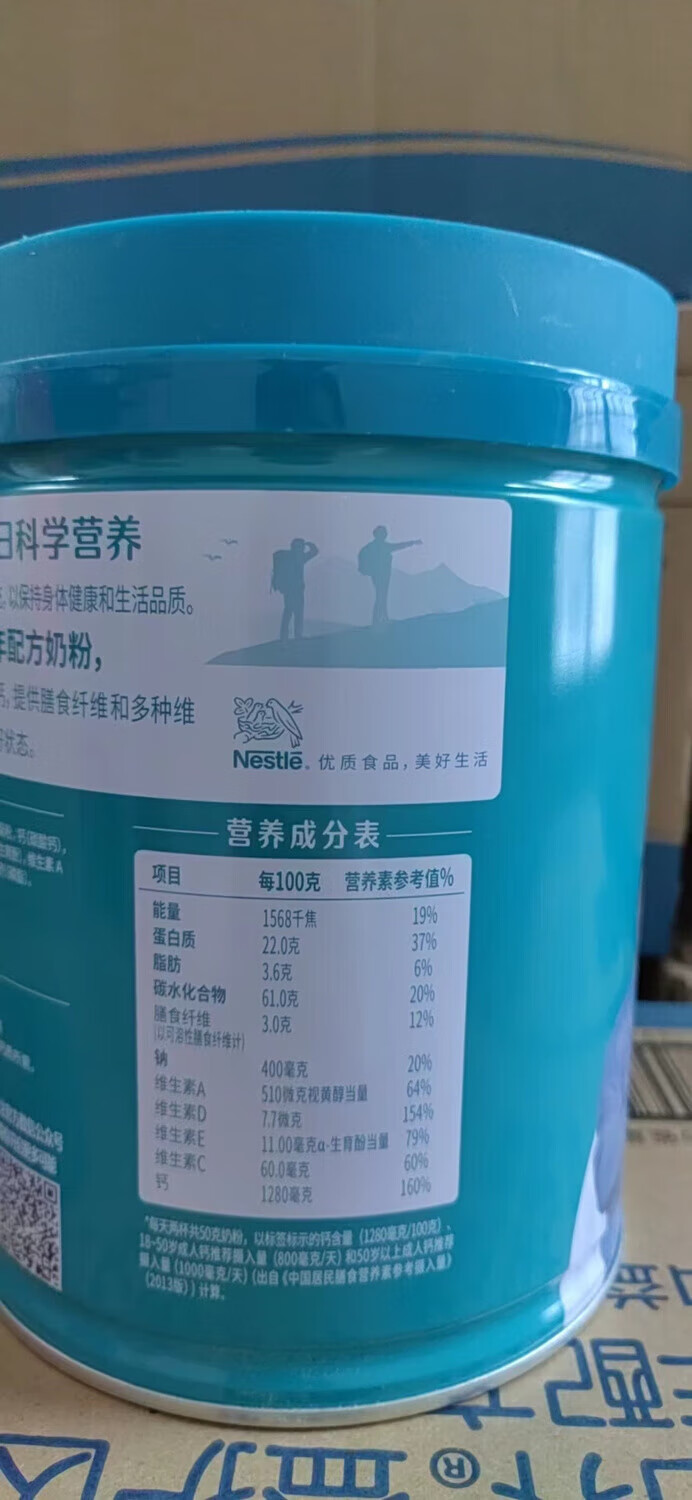 科学营养
以保持身体健康和生活品质。
配方奶粉,
提供膳食纤维和多种维
状态。
Nestlé® 优质食品,美好生活
营养成分表
项目 每100克 营养素参考值%
能量 1568千焦 19%
蛋白质 22.0克 37%
脂肪 3.6克 6%
碳水化合物 61.0克 20%
膳食纤维 3.0克 12%
(以可溶性膳食纤维计)
钠 400毫克 20%
维生素A 510微克视黄醇当量 64%
维生素D 7.7微克 154%
维生素E 11.00毫克α-生育酚当量 79%
维生素C 60.0毫克 60%
钙 1280毫克 160%
*每天两杯共50克奶粉,以标签标示的钙含量(1280毫克/100克)、
18-50岁成人钙推荐摄入量(800毫克/天)和50岁以上成人钙推荐
摄入量(1000毫克/天)(出自《中国居民膳食营养素参考摄入量》
(2013版))计算。
益
配
®